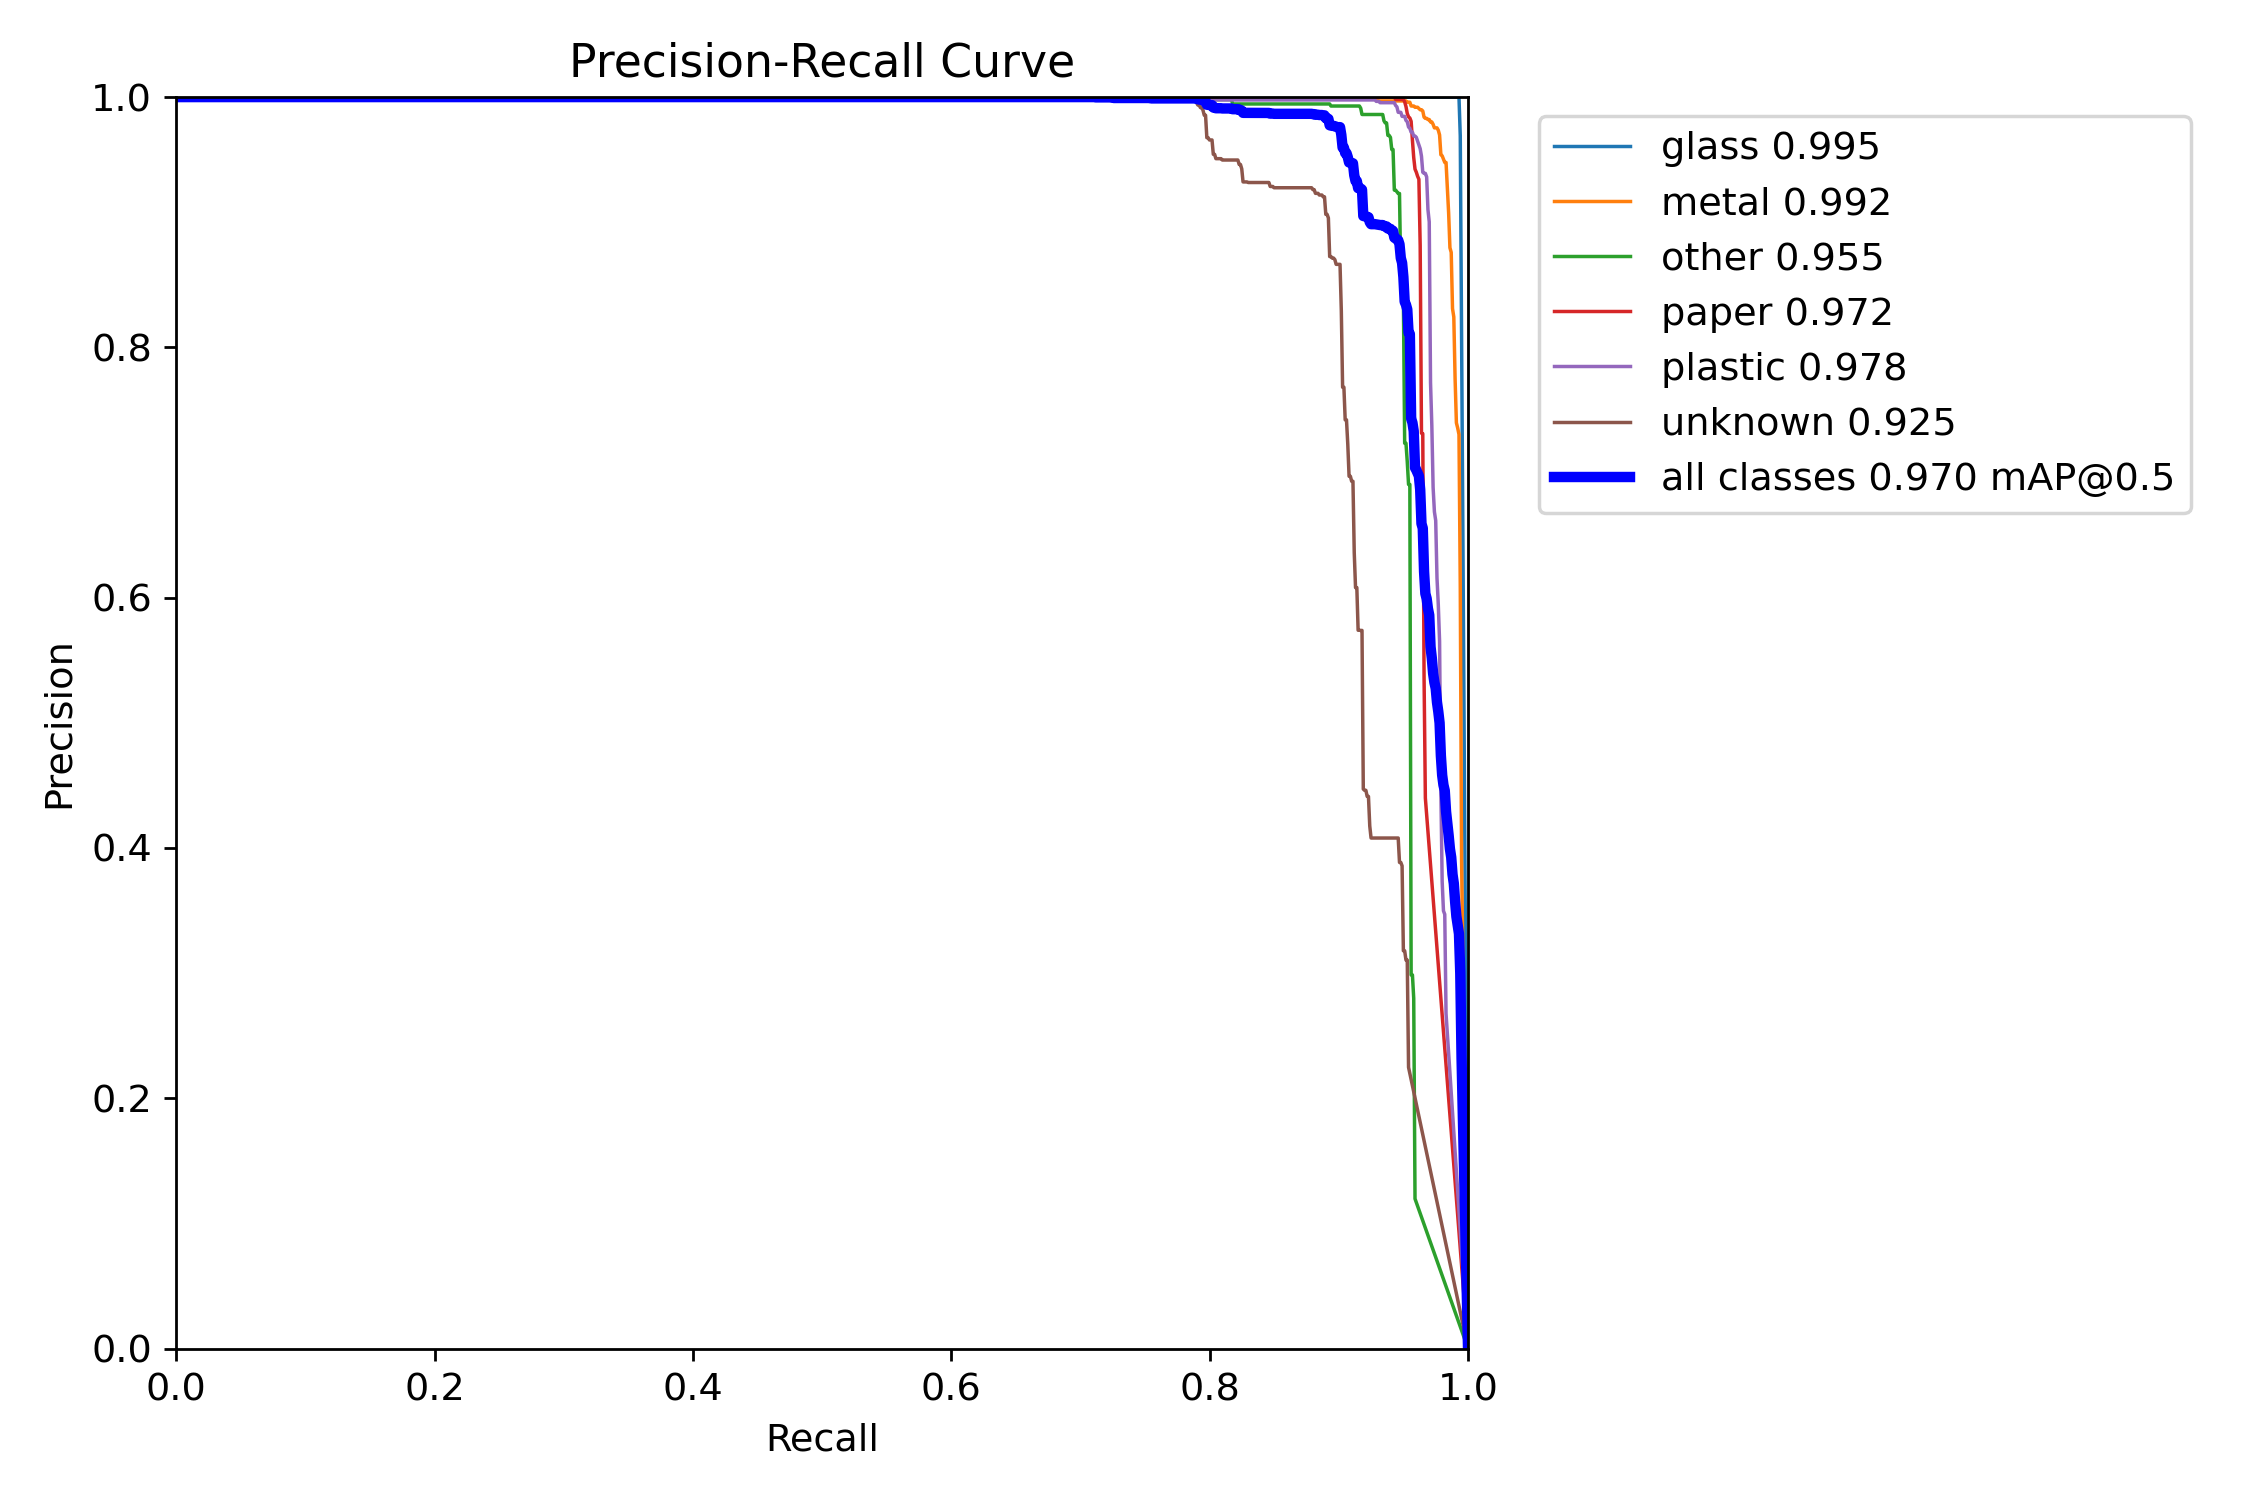 Precision-Recall Curve
1.0
0.8
0.6
0.4
0.2
0.0
Precision
0.0 0.2 0.4 0.6 0.8 1.0
Recall
glass 0.995
metal 0.992
other 0.955
paper 0.972
plastic 0.978
unknown 0.925
all classes 0.970 mAP@0.5